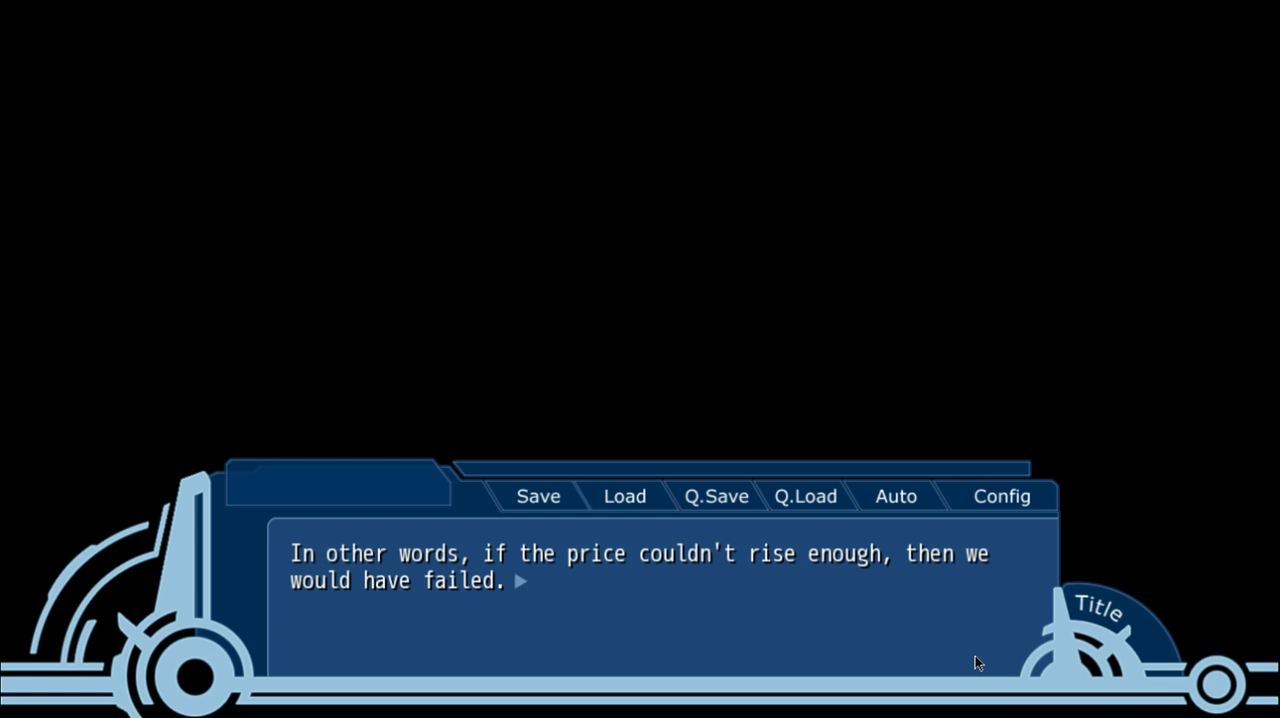 Save Load Q.Save Q.Load Auto Config
In other words, if the price couldn't rise enough, then we
would have failed.
Title